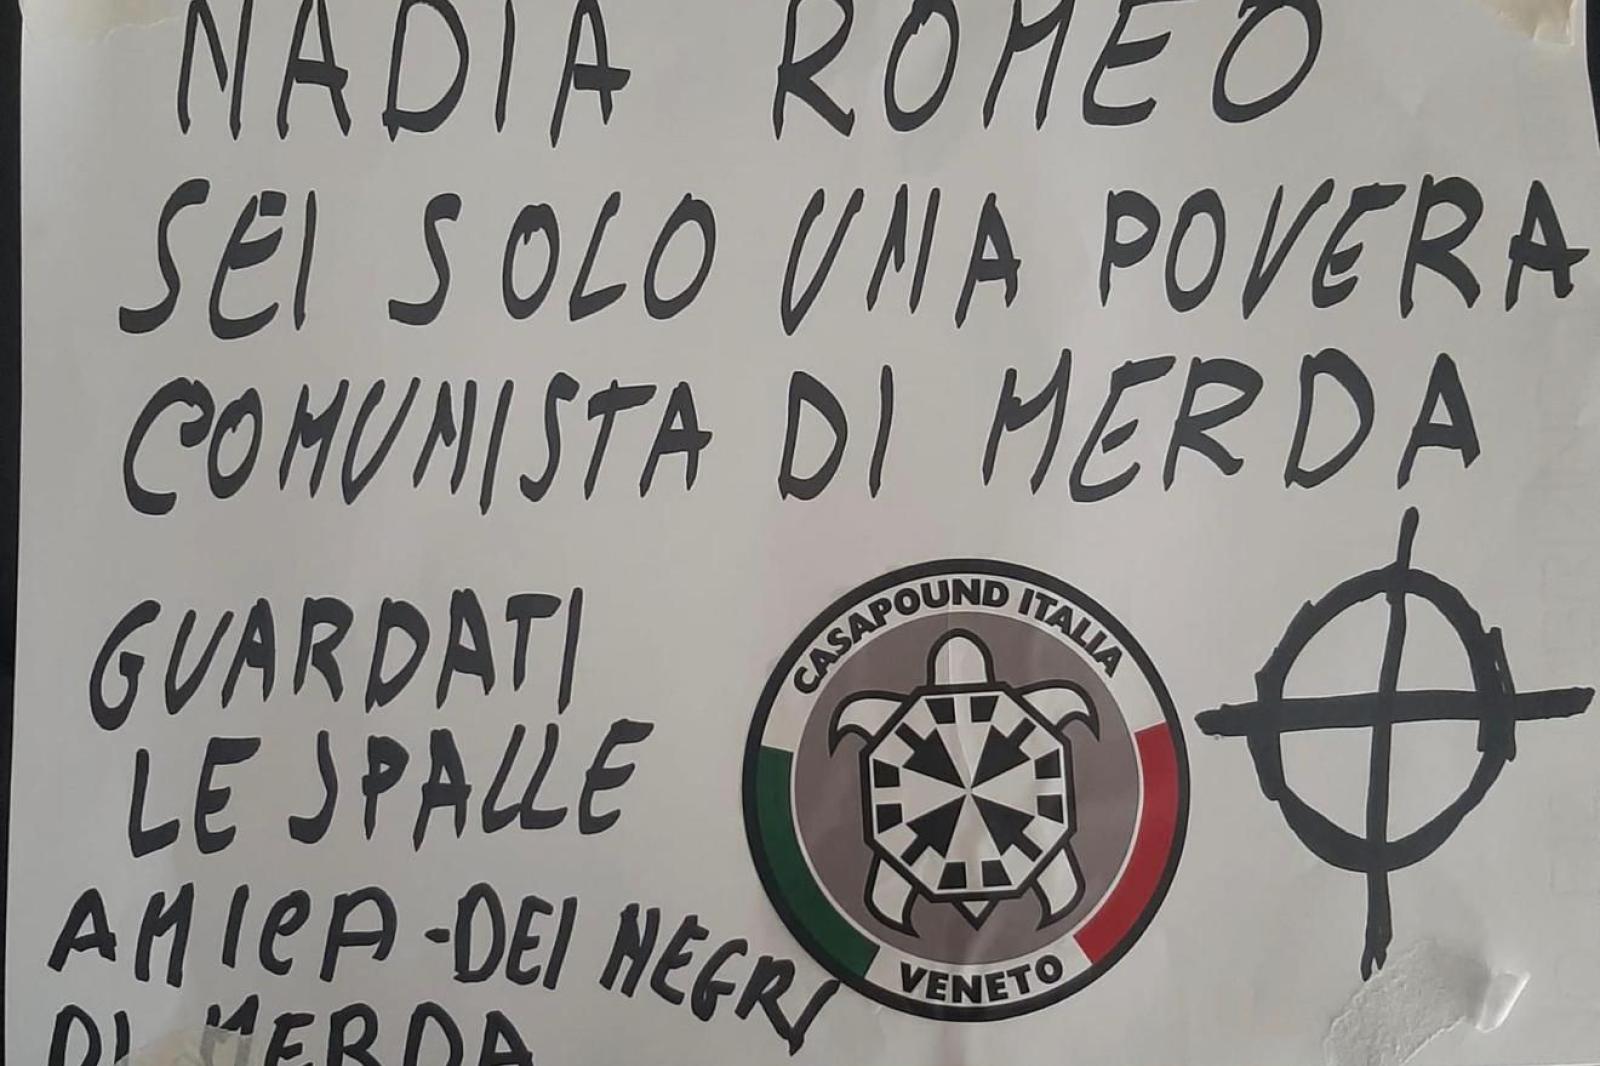 NADIA ROMEO
SEI SOLO UNA POVERA
COMUNISTA DI MERDA
GUARDATI
LE SPALLE
AMICA-DEI NEGRI
DI MERDA
CASAPOUND ITALIA
VENETO